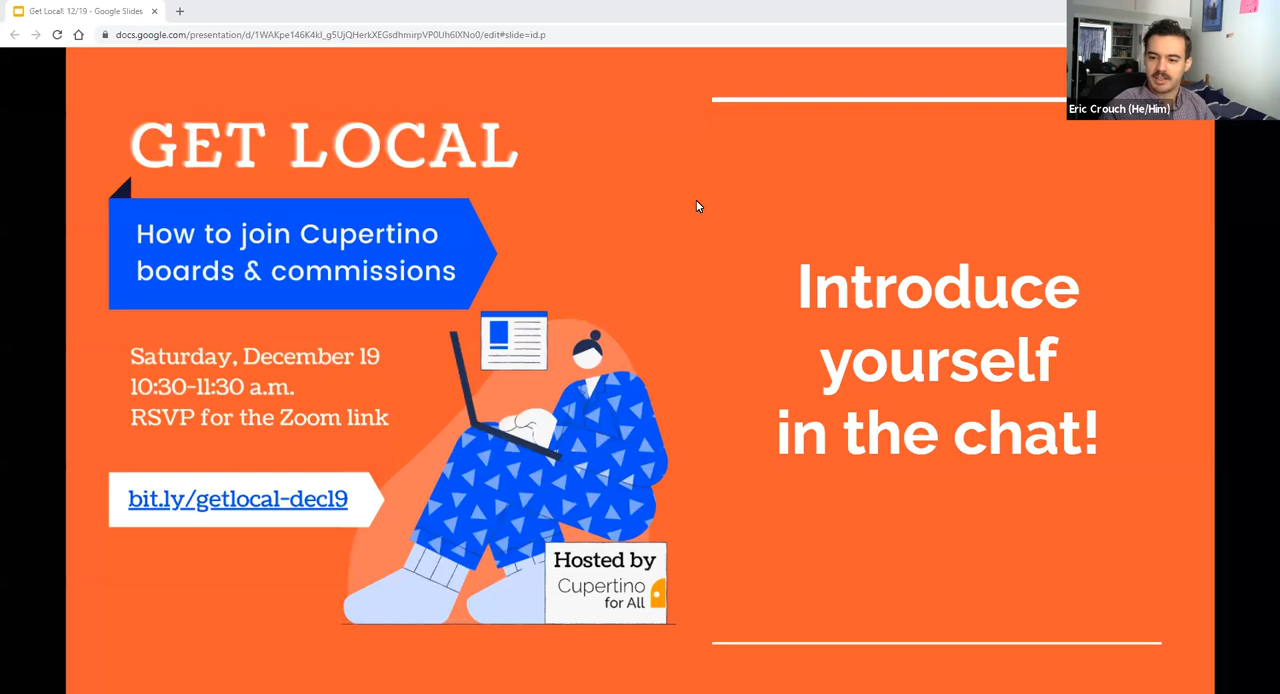 Get Local! 12/19 - Google Slides
docs.google.com/presentation/d/1WAKpe146K4kl_g5UjQHerkXEGsdhmirpVP0Uh6lXNo0/edit#slide=id.p
Eric Crouch (He/Him)
GET LOCAL
How to join Cupertino
boards & commissions
Saturday, December 19
10:30-11:30 a.m.
RSVP for the Zoom link
bit.ly/getlocal-dec19
Hosted by
Cupertino
for All
Introduce
yourself
in the chat!